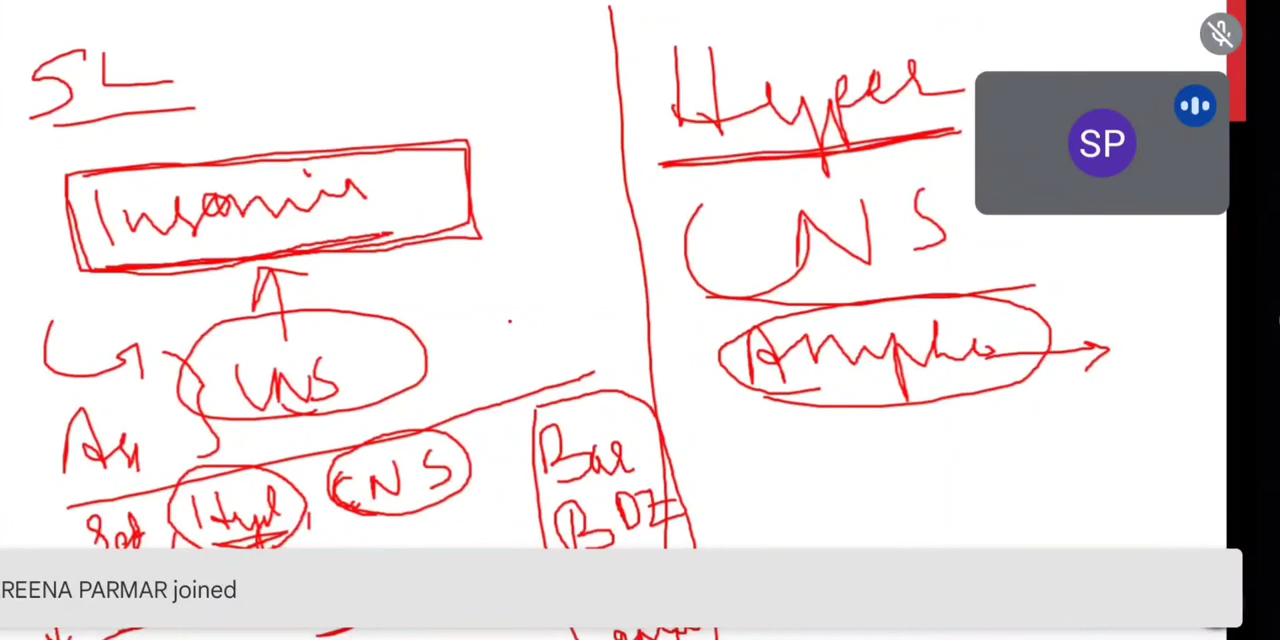 SL
Insomnia
CNS
Hypl
CNS
Bar
BDZ
Hyper
CNS
Amphe
SP
REENA PARMAR joined